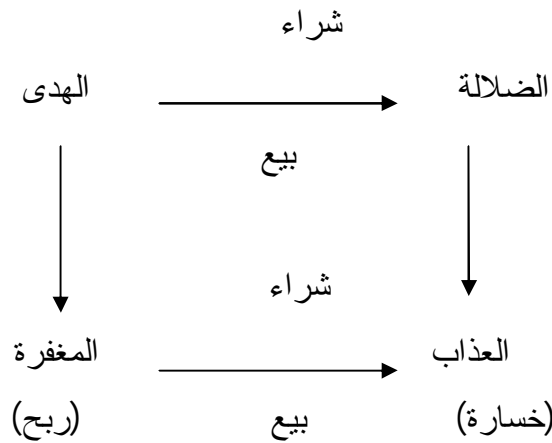 شراء
الضلالة الهدى
بيع
شراء
العذاب المغفرة
(خسارة) بيع (ربح)